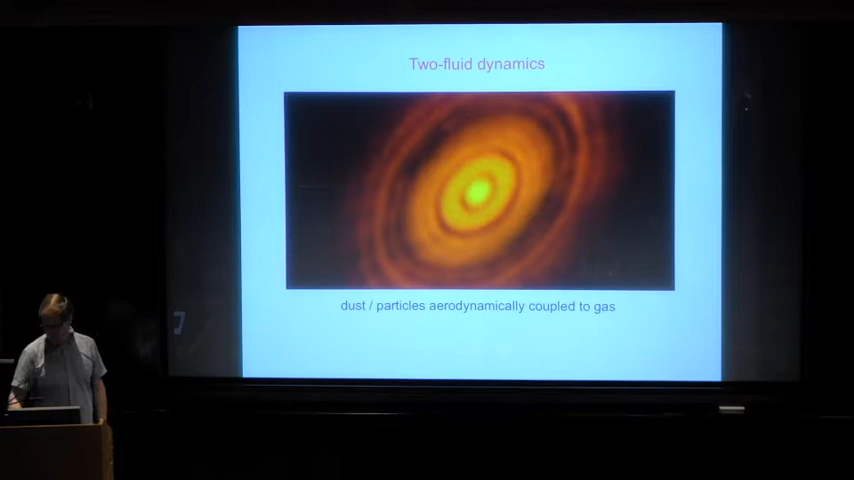 Two-fluid dynamics
dust / particles aerodynamically coupled to gas